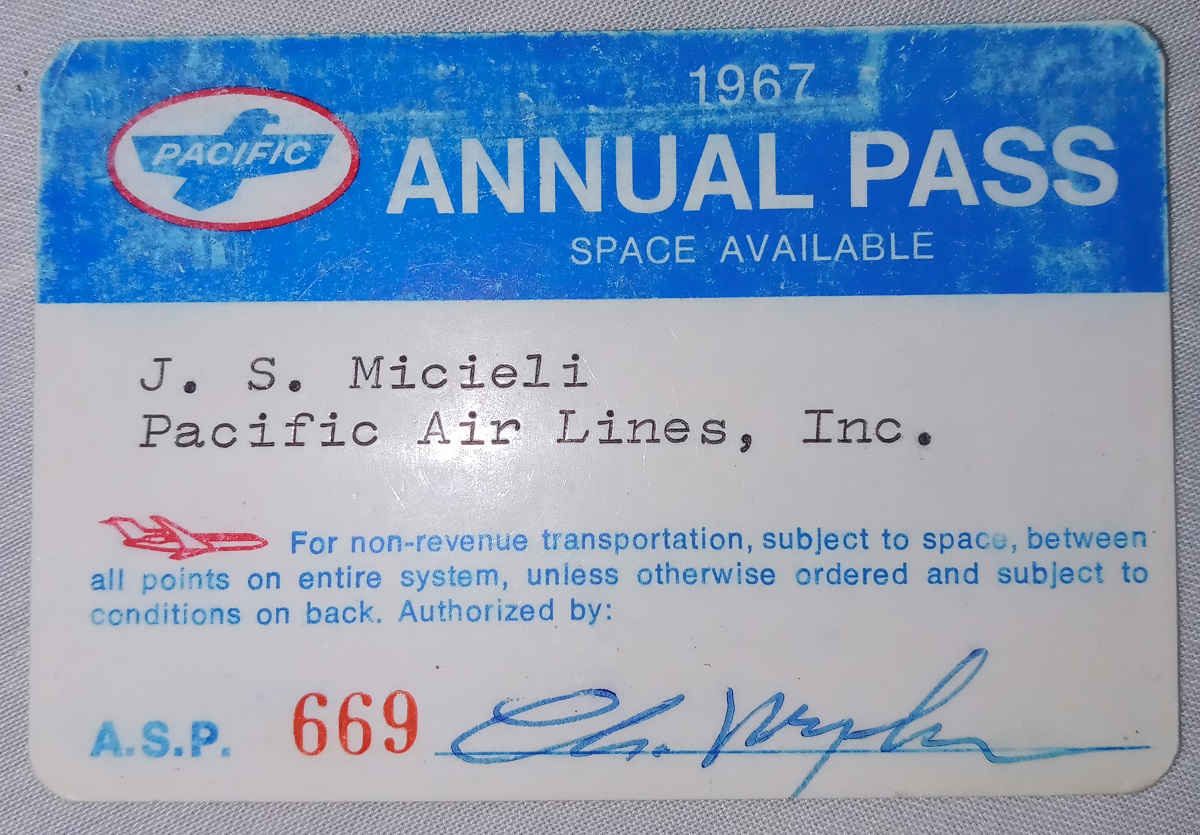 1967
PACIFIC
ANNUAL PASS
SPACE AVAILABLE
J. S. Micieli
Pacific Air Lines, Inc.
For non-revenue transportation, subject to space, between
all points on entire system, unless otherwise ordered and subject to
conditions on back. Authorized by:
A.S.P. 669